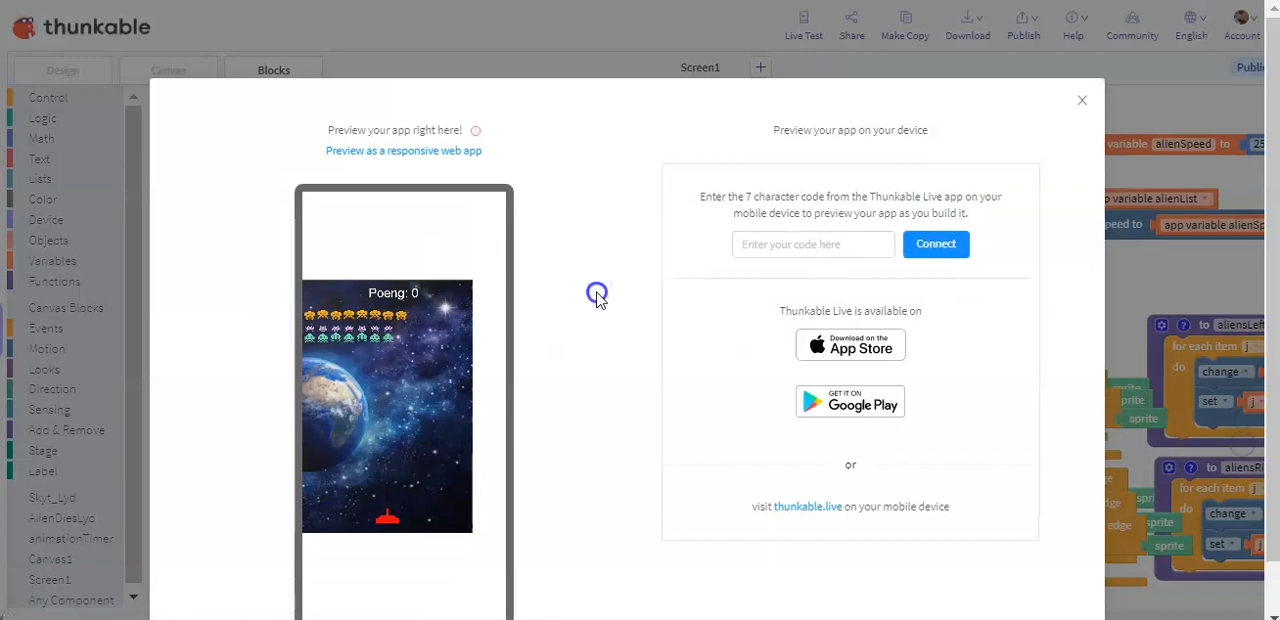 thunkable
Live Test
Share
Make Copy
Download
Publish
Help
Community
English
Account
Design
Canvas
Blocks
Screen1
Control
Logic
Math
Text
Lists
Color
Device
Objects
Variables
Functions
Canvas Blocks
Events
Motion
Looks
Direction
Sensing
Add & Remove
Stage
Label
Skyt_Lyd
AlienDiesLyd
animationTimer
Canvas1
Screen1
Any Component
Preview your app right here!
Preview as a responsive web app
Poeng: 0
Preview your app on your device
Enter the 7 character code from the Thunkable Live app on your
mobile device to preview your app as you build it.
Enter your code here
Connect
Thunkable Live is available on
Download on the
App Store
GET IT ON
Google Play
or
visit thunkable.live on your mobile device
variable alienSpeed to 25
variable alienList
to app variable
for each item j
do change
set j
sprite
sprite
sprite
to
for each item j
edge
edge
do change
set
sprite
sprite